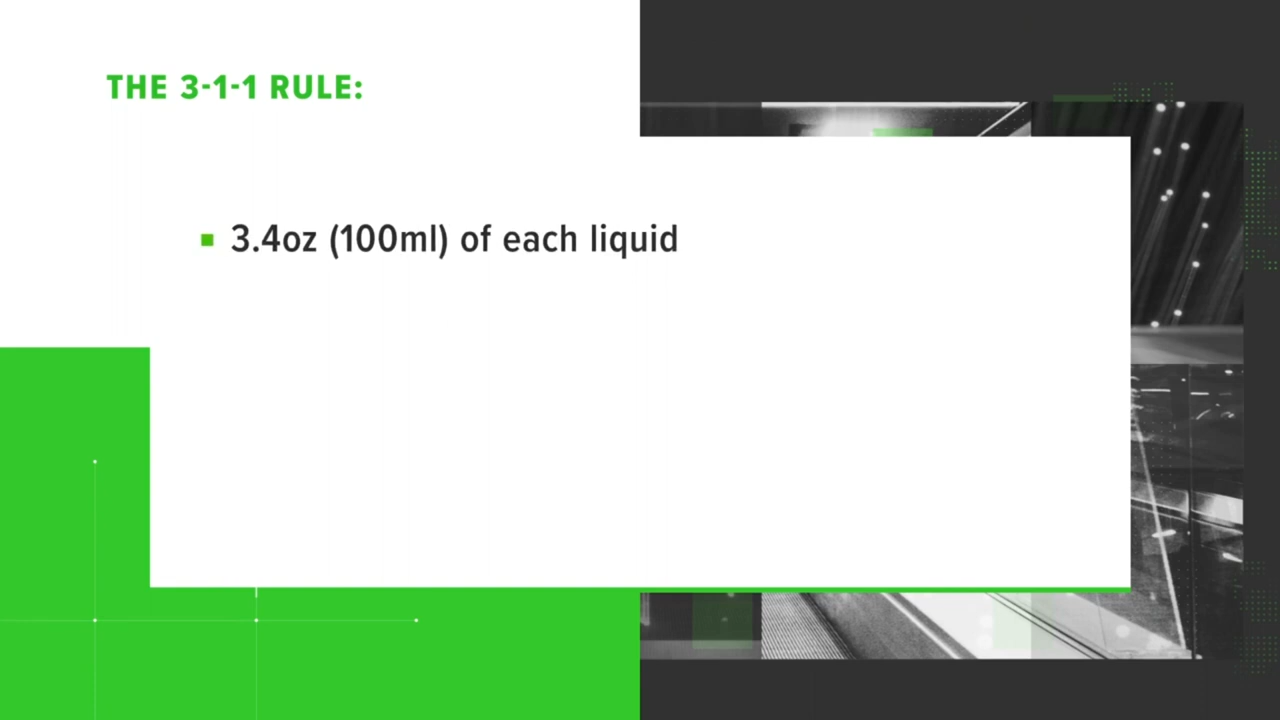 THE 3-1-1 RULE:
3.4oz (100ml) of each liquid